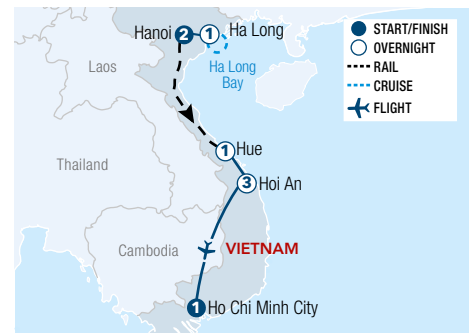 Hanoi
2
1
Ha Long
Ha Long
Bay
START/FINISH
OVERNIGHT
RAIL
CRUISE
FLIGHT
Laos
1
Hue
Thailand
3
Hoi An
Cambodia
VIETNAM
1
Ho Chi Minh City